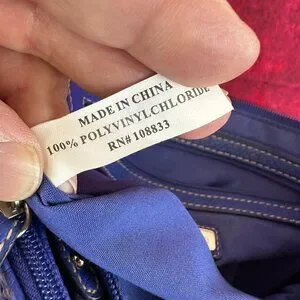 MADE IN CHINA
100% POLYVINYLCHLORIDE
RN# 108833